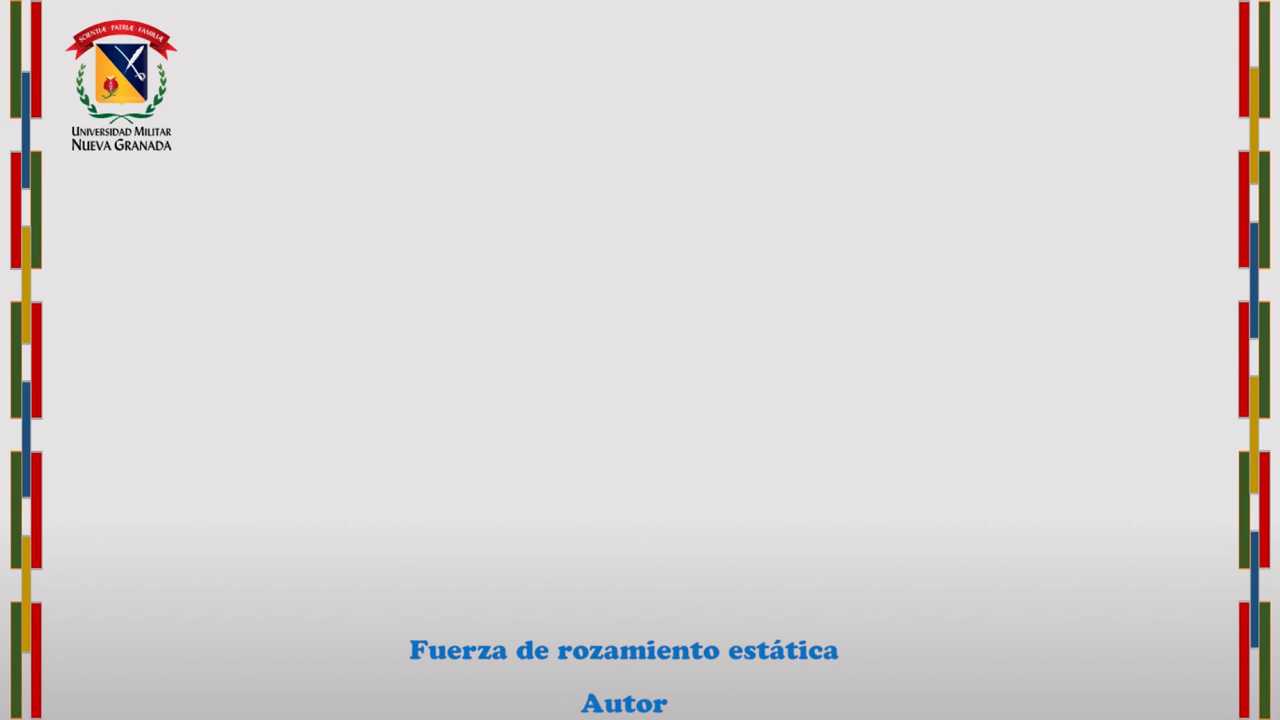 SCIENTIÆ · PATRIÆ · FAMILIÆ
UNIVERSIDAD MILITAR
NUEVA GRANADA
Fuerza de rozamiento estática
Autor